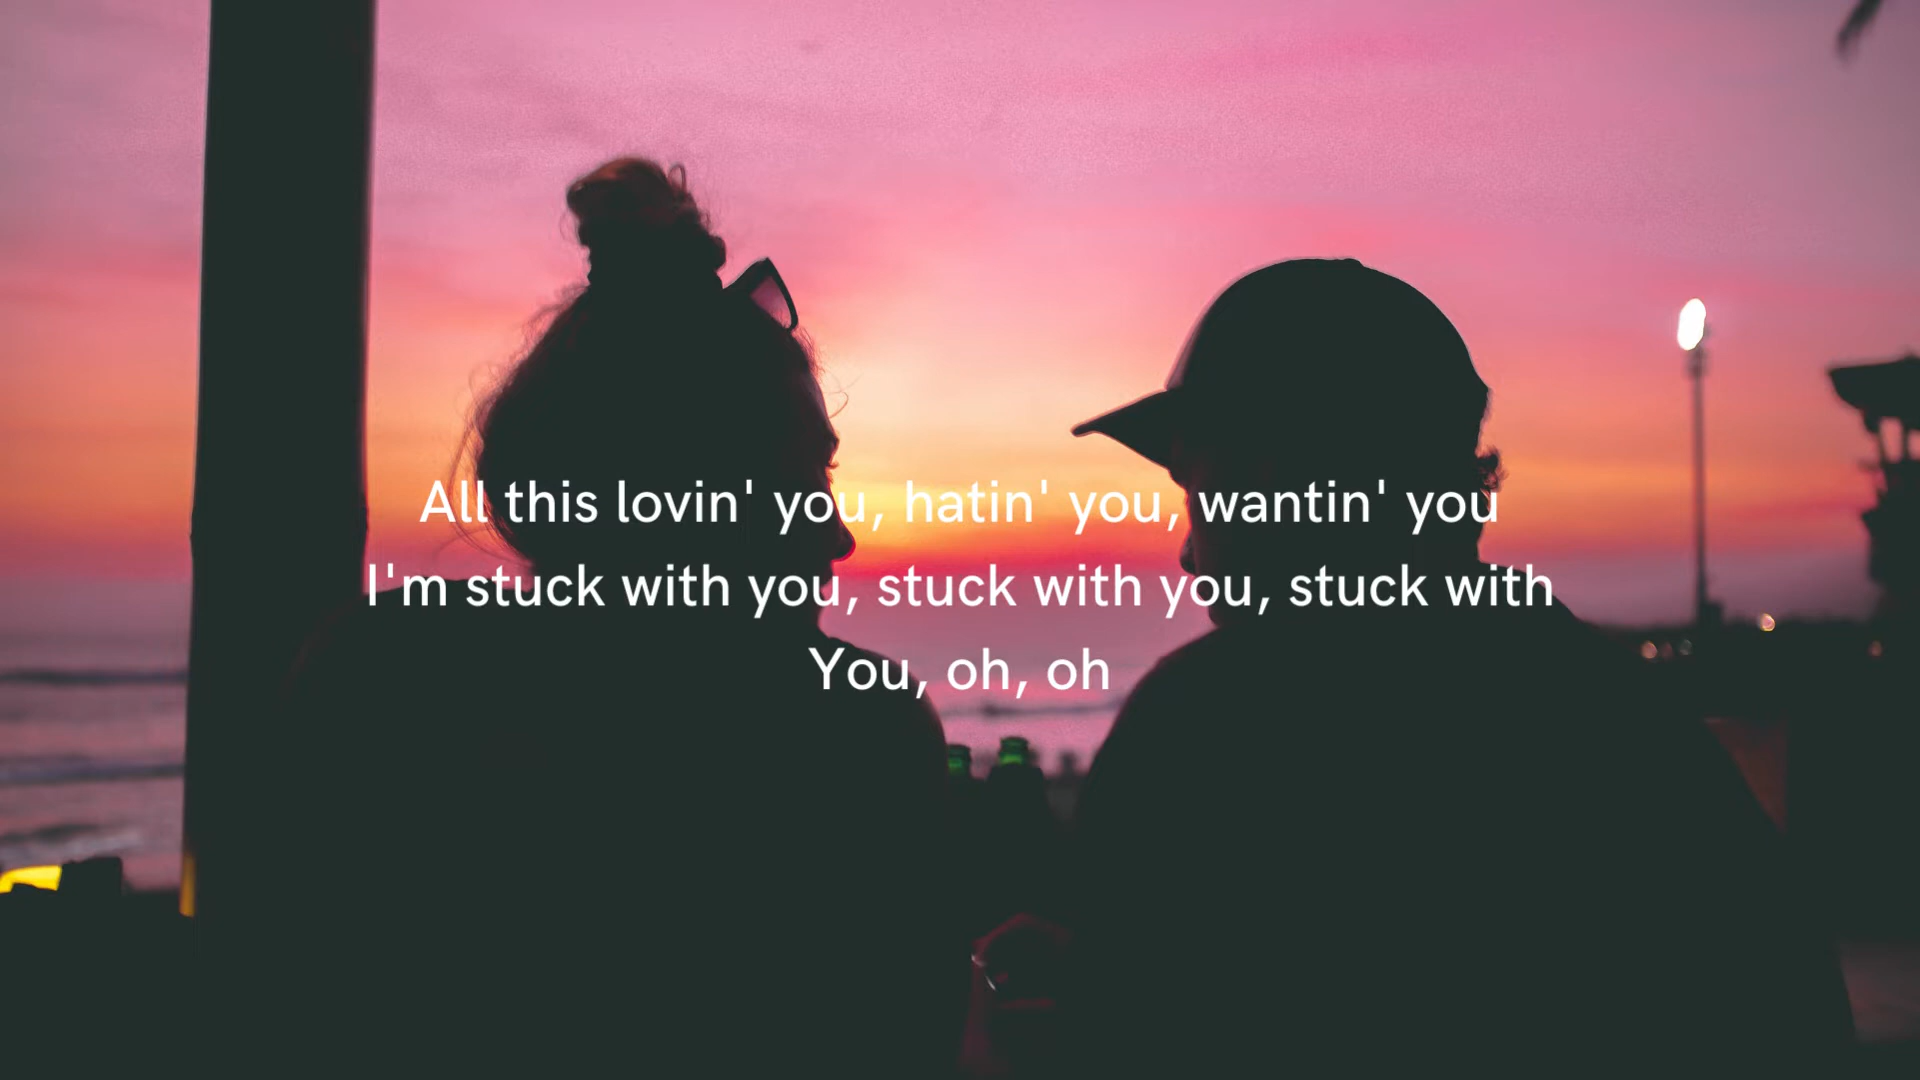 All this lovin' you, hatin' you, wantin' you
I'm stuck with you, stuck with you, stuck with
You, oh, oh